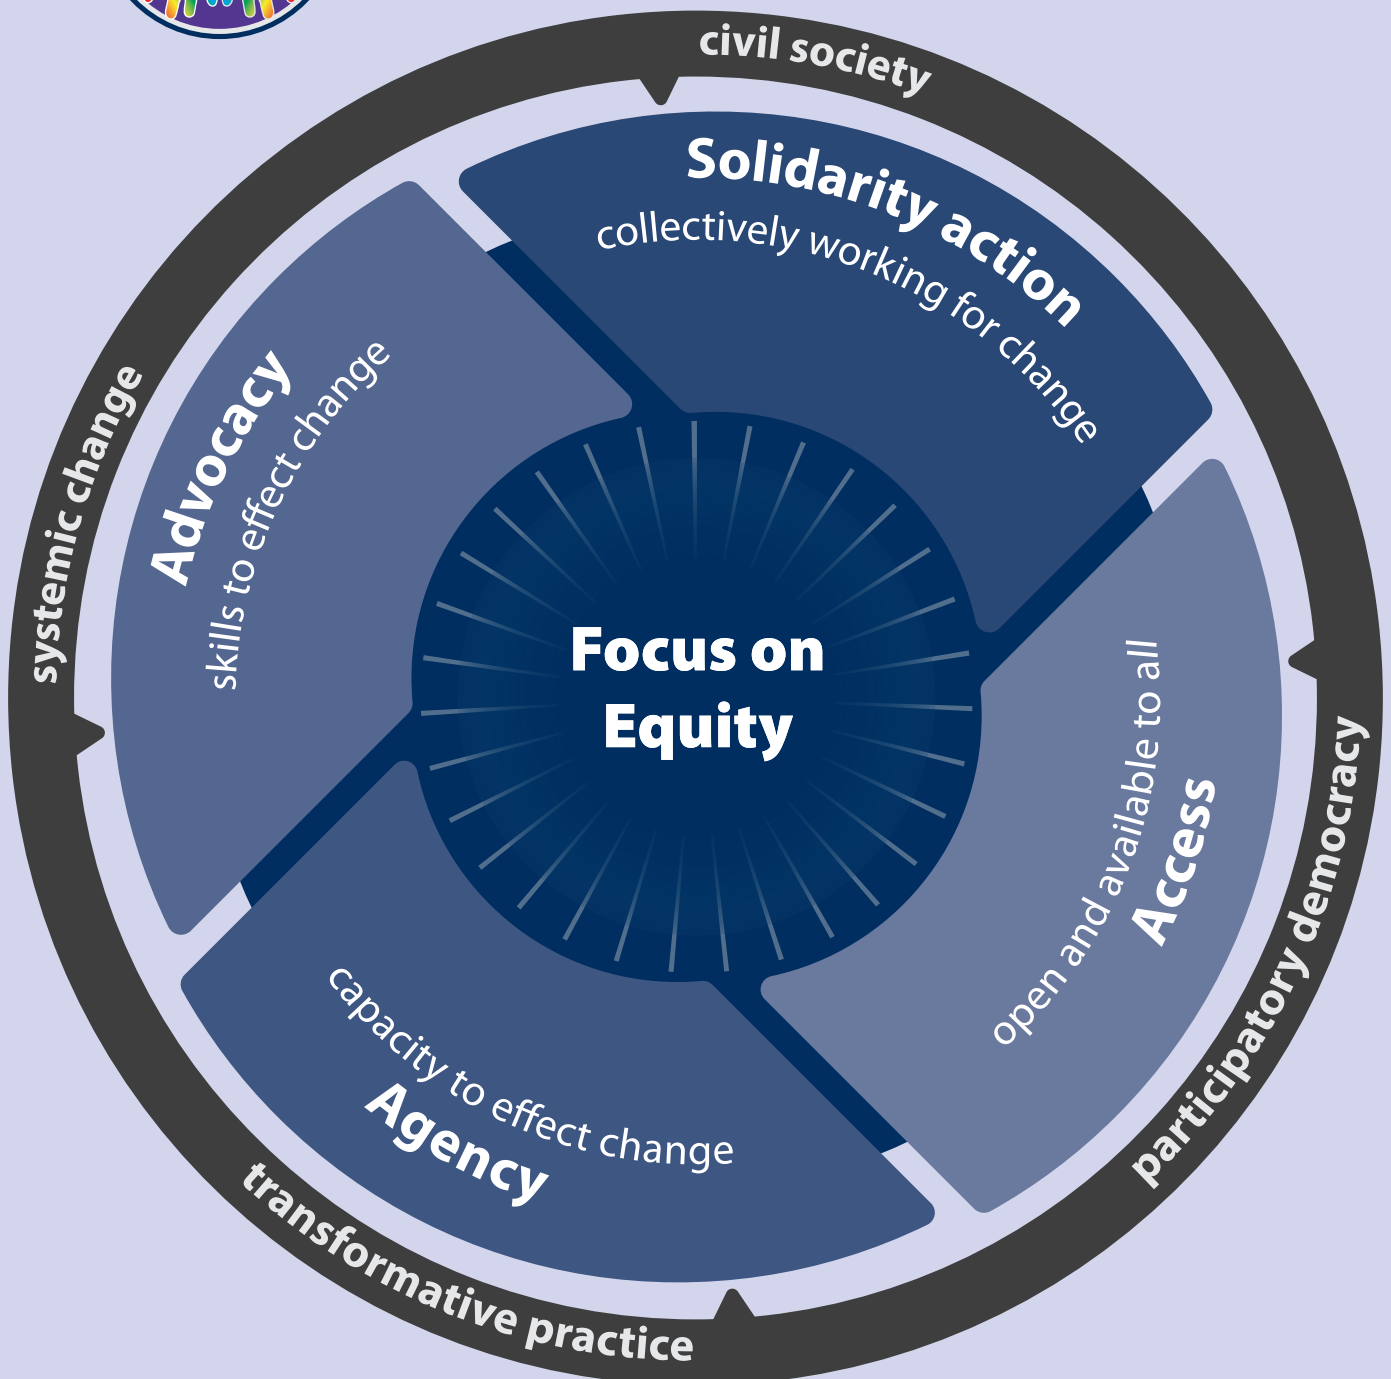 civil society
Solidarity action
collectively working for change
Advocacy
skills to effect change
systemic change
Focus on
Equity
open and available to all
Access
participatory democracy
capacity to effect change
Agency
transformative practice